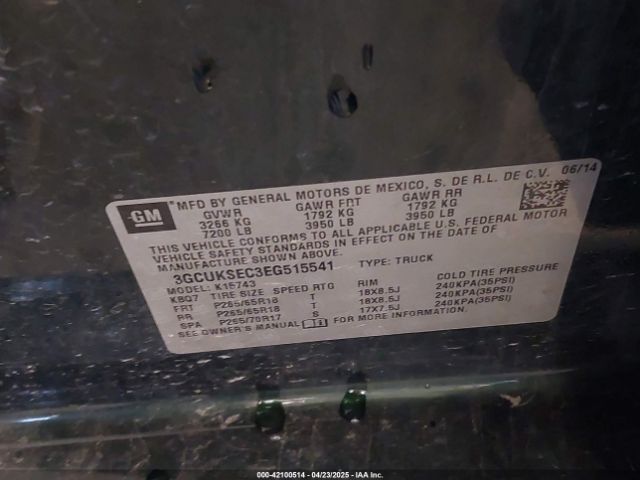 GM
MFD BY GENERAL MOTORS DE MEXICO, S. DE R.L. DE C.V. 06/14
GVWR GAWR FRT GAWR RR
3266 KG 1792 KG 1792 KG
7200 LB 3950 LB 3950 LB
THIS VEHICLE CONFORMS TO ALL APPLICABLE U.S. FEDERAL MOTOR
VEHICLE SAFETY STANDARDS IN EFFECT ON THE DATE OF
MANUFACTURE SHOWN ABOVE.
3GCUKSEC3EG515541 TYPE: TRUCK
MODEL: K15743
KBQ7 TIRE SIZE SPEED RTG RIM COLD TIRE PRESSURE
FRT P265/65R18 T 18X8.5J 240KPA(35PSI)
RR P265/65R18 T 18X8.5J 240KPA(35PSI)
SPA P265/70R17 S 17X7.5J 240KPA(35PSI)
SEE OWNER'S MANUAL FOR MORE INFORMATION.
000-42100514 - 04/23/2025 - IAA Inc.